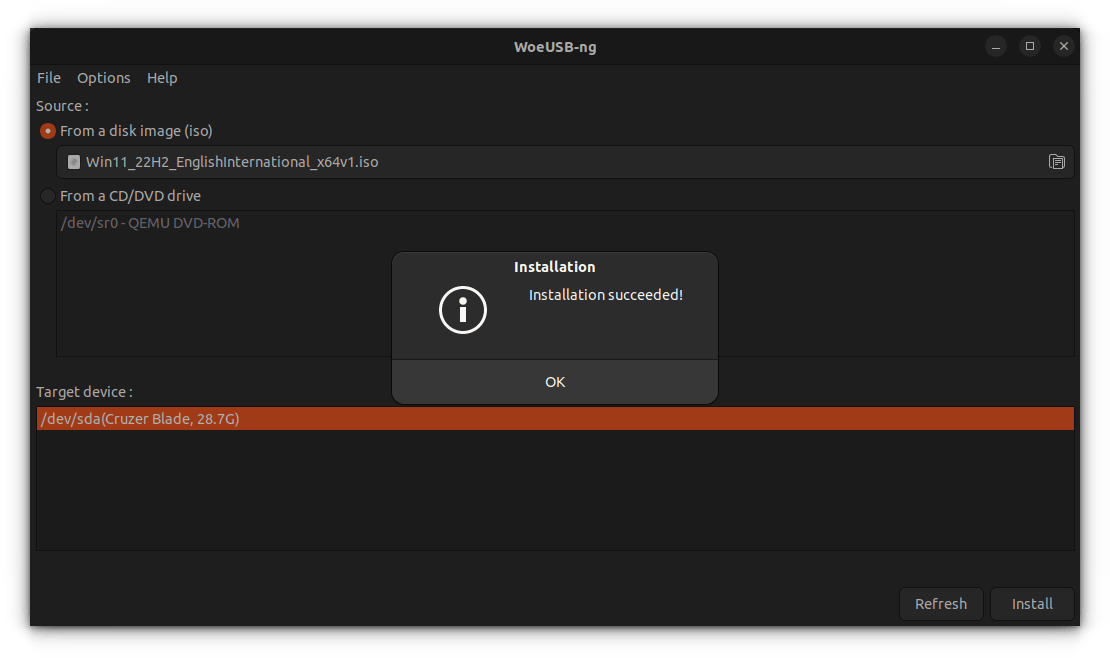 WoeUSB-ng
File Options Help
Source :
From a disk image (iso)
Win11_22H2_EnglishInternational_x64v1.iso
From a CD/DVD drive
/dev/sr0 - QEMU DVD-ROM
Installation
Installation succeeded!
OK
Target device :
/dev/sda(Cruzer Blade, 28.7G)
Refresh Install